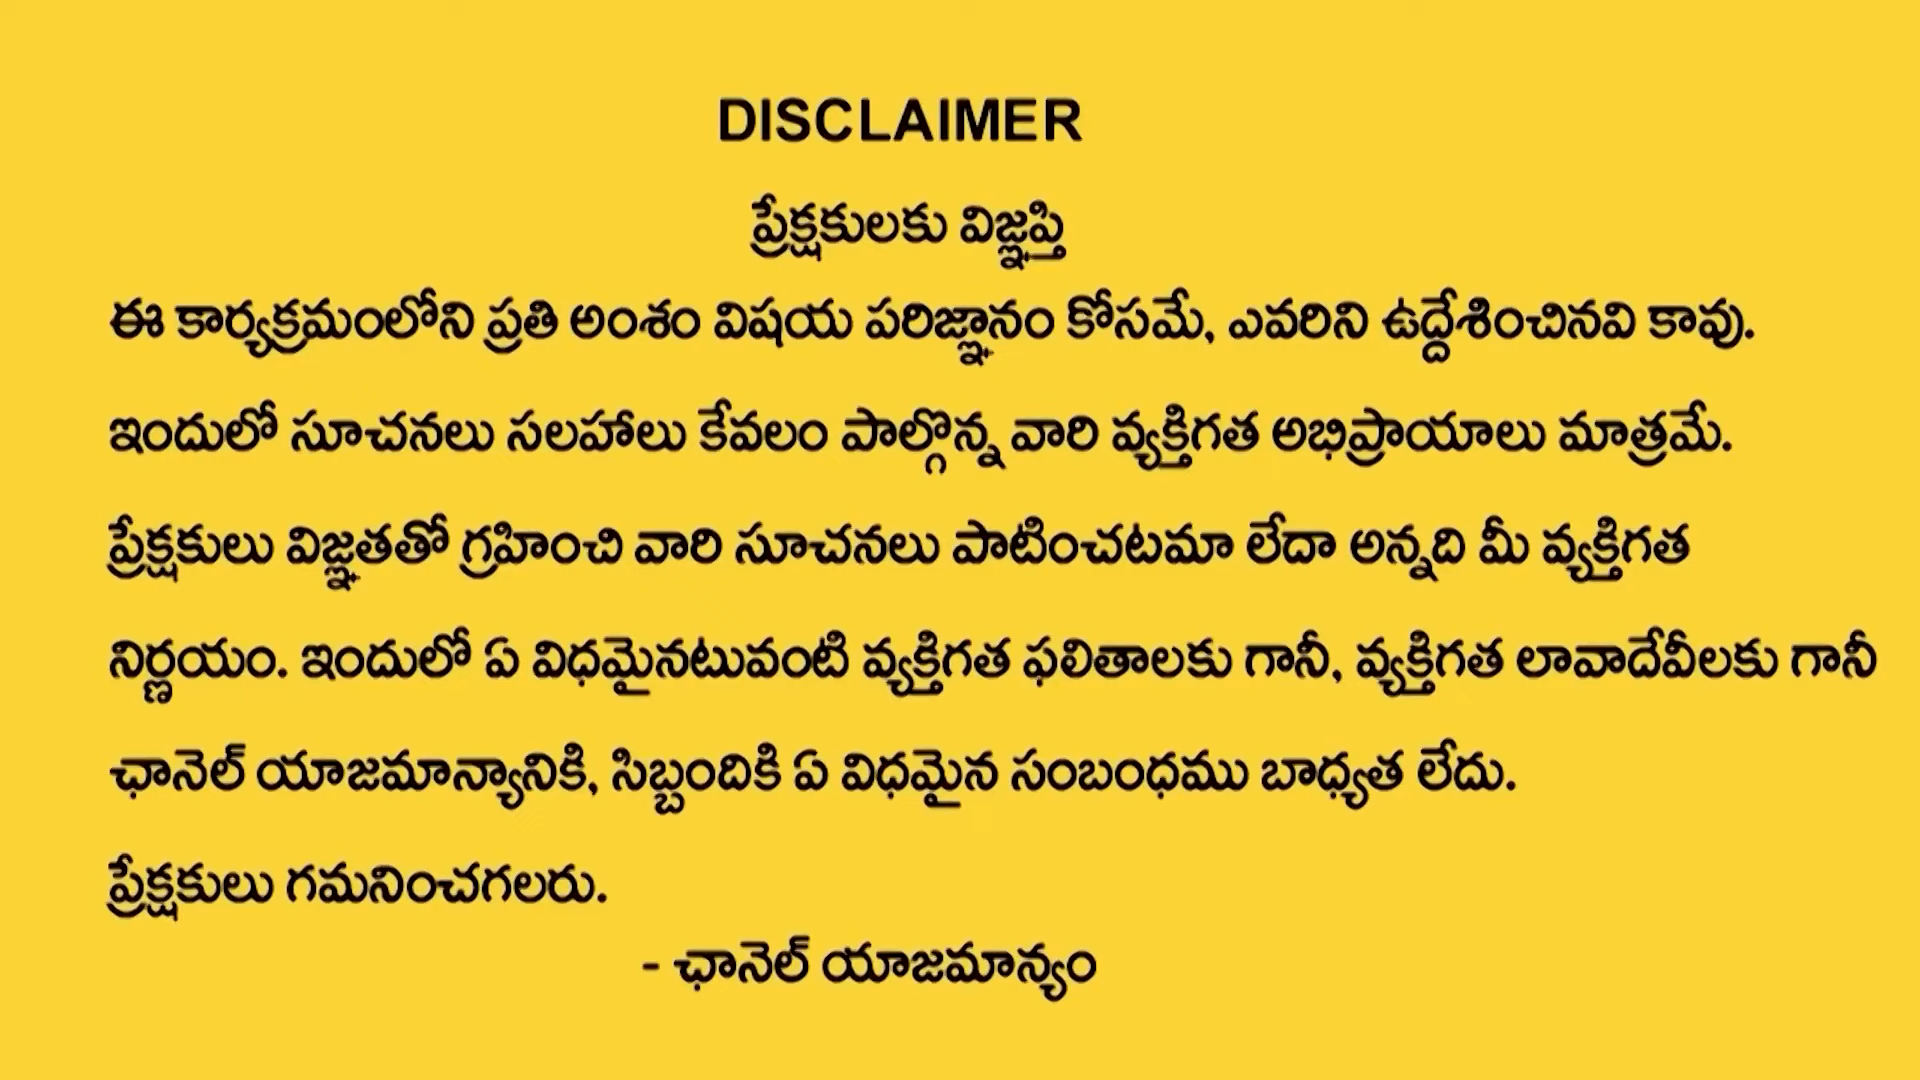 DISCLAIMER
ప్రేక్షకులకు విజ్ఞప్తి
ఈ కార్యక్రమంలోని ప్రతి అంశం విషయ పరిజ్ఞానం కోసమే, ఎవరిని ఉద్దేశించినవి కావు.
ఇందులో సూచనలు సలహాలు కేవలం పాల్గొన్న వారి వ్యక్తిగత అభిప్రాయాలు మాత్రమే.
ప్రేక్షకులు విజ్ఞతతో గ్రహించి వారి సూచనలు పాటించటమా లేదా అన్నది మీ వ్యక్తిగత
నిర్ణయం. ఇందులో ఏ విధమైనటువంటి వ్యక్తిగత ఫలితాలకు గానీ, వ్యక్తిగత లావాదేవీలకు గానీ
ఛానెల్ యాజమాన్యానికి, సిబ్బందికి ఏ విధమైన సంబంధము బాధ్యత లేదు.
ప్రేక్షకులు గమనించగలరు.
- ఛానెల్ యాజమాన్యం